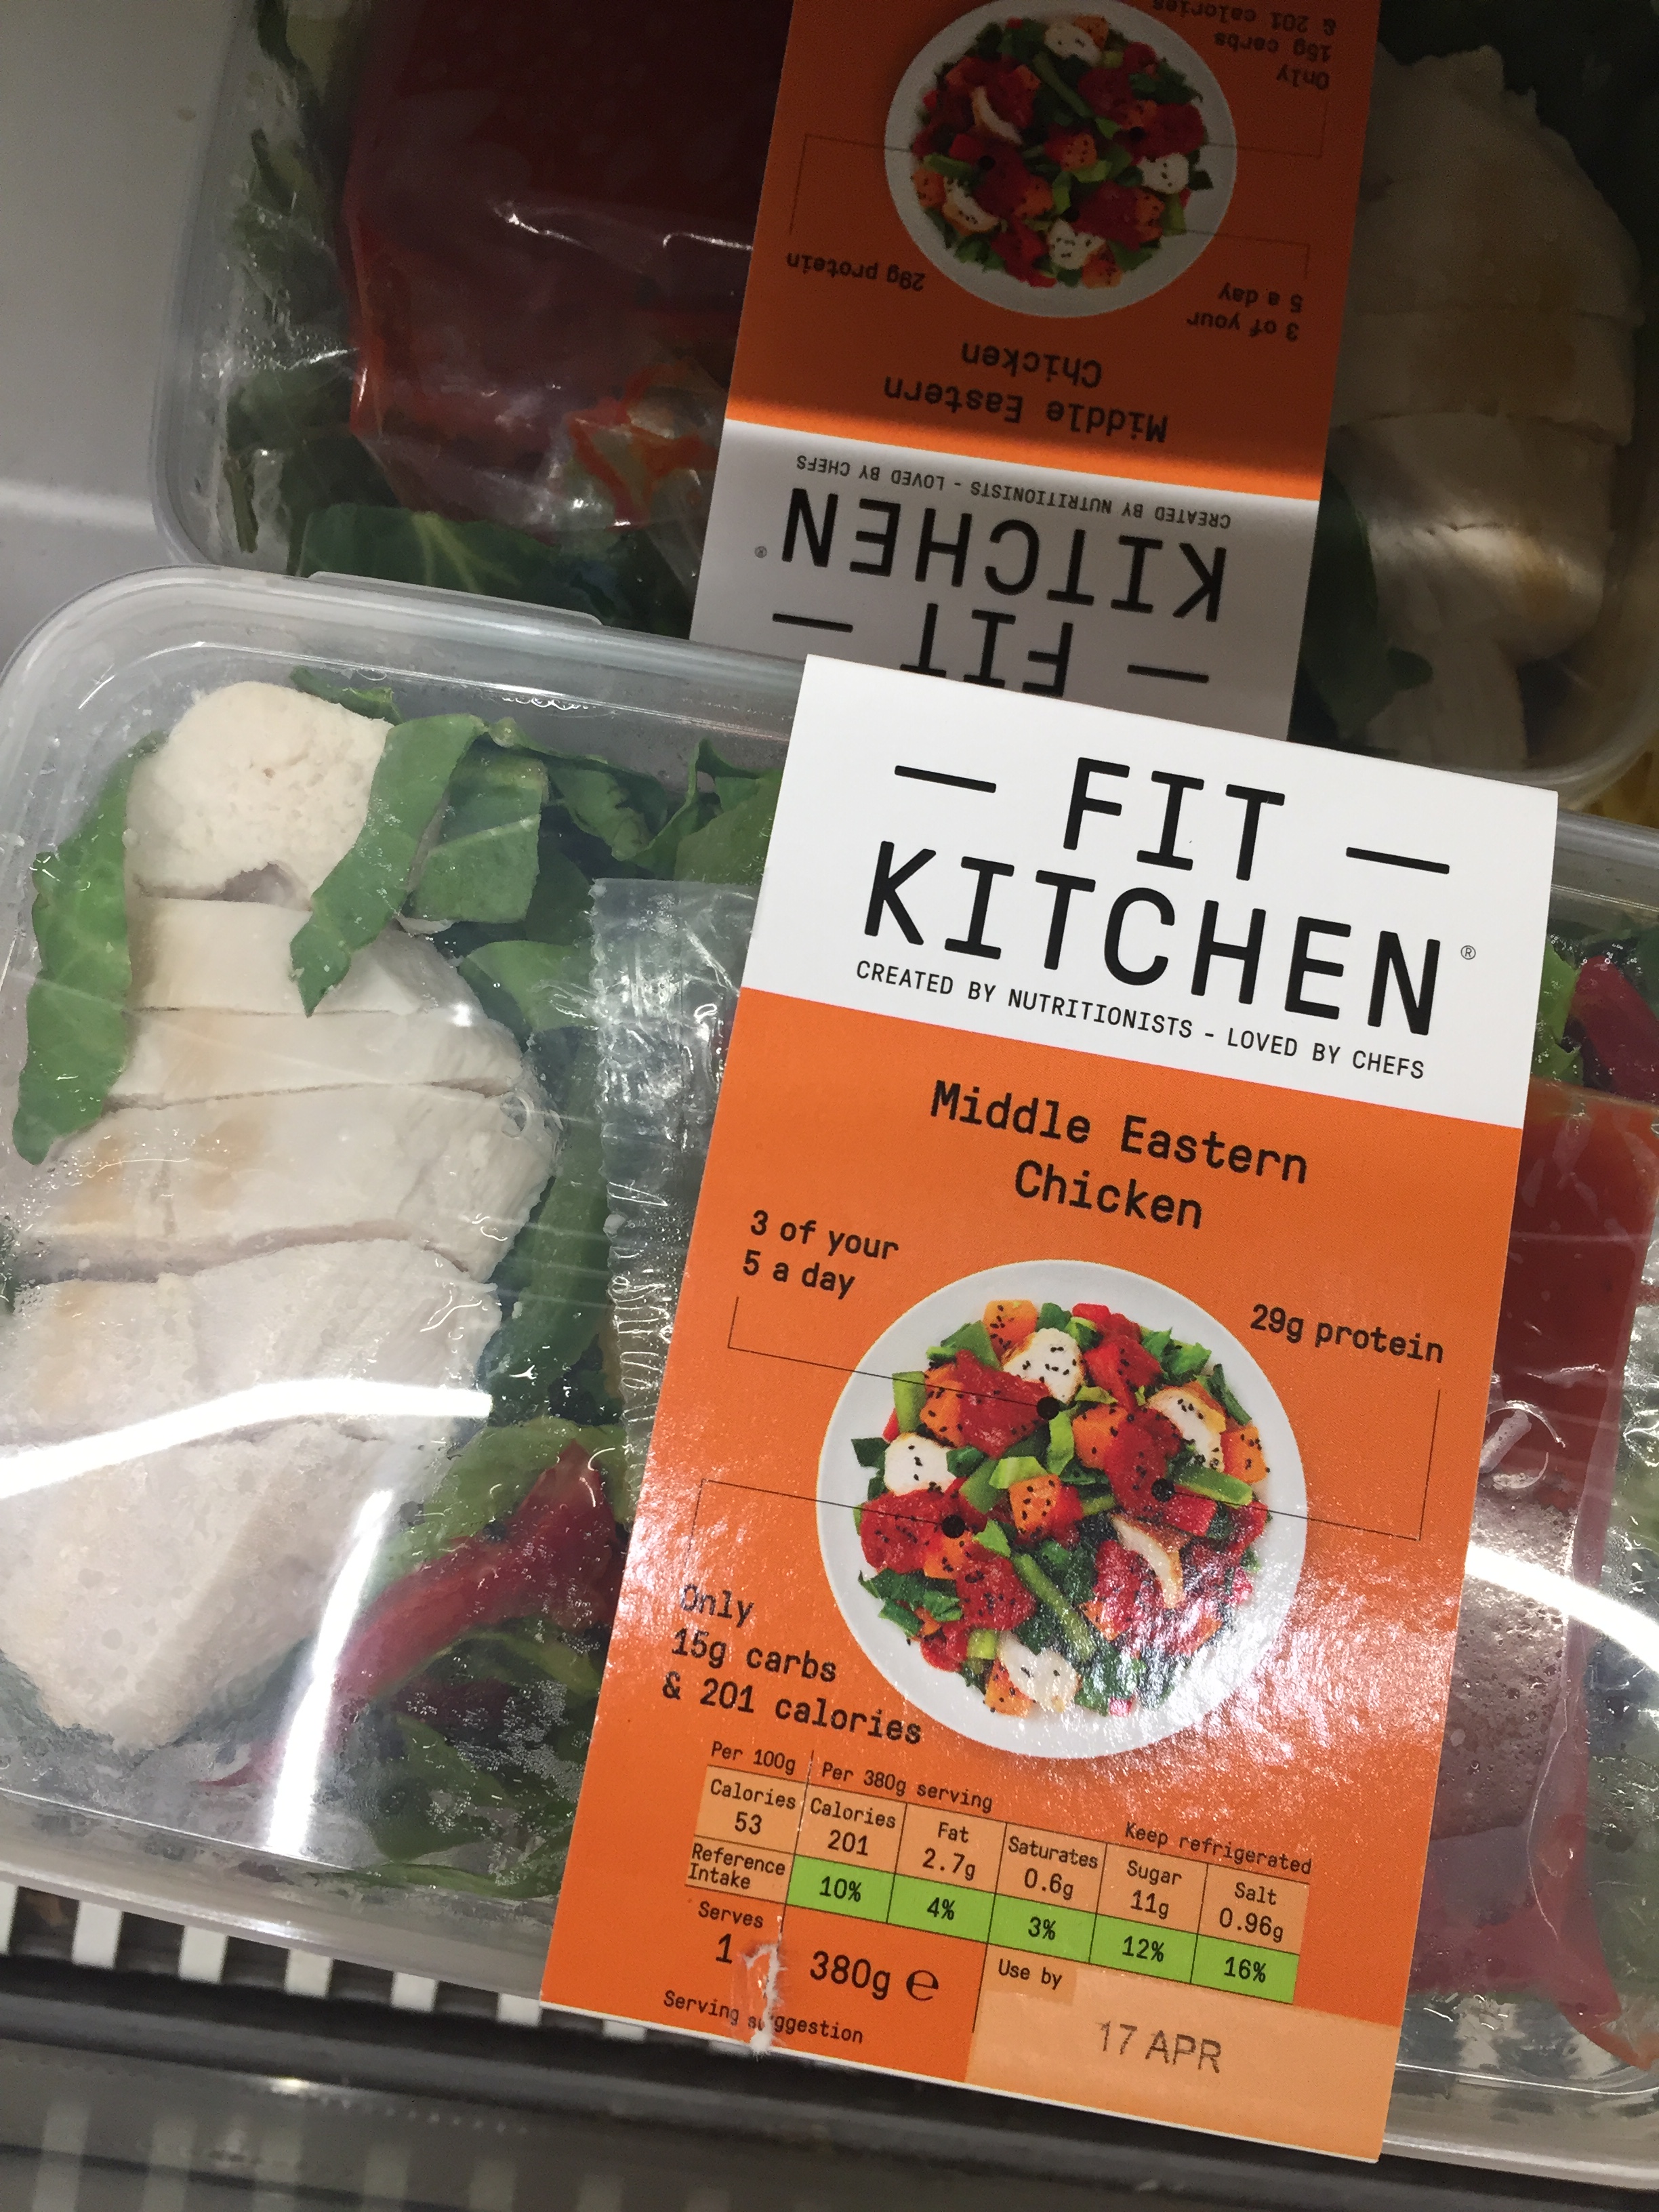 & 201 calories
15g carbs
Only
29g protein
3 of your
5 a day
Middle Eastern
Chicken
CREATED BY NUTRITIONISTS - LOVED BY CHEFS
— FIT —
KITCHEN®
— FIT —
KITCHEN®
CREATED BY NUTRITIONISTS - LOVED BY CHEFS
Middle Eastern
Chicken
3 of your
5 a day
29g protein
Only
15g carbs
& 201 calories
Per 100g Per 380g serving
Keep refrigerated
Calories Calories Fat Saturates Sugar Salt
53 201 2.7g 0.6g 11g 0.96g
Reference
Intake 10% 4% 3% 12% 16%
Serves
1
380g e
Use by
17 APR
Serving suggestion